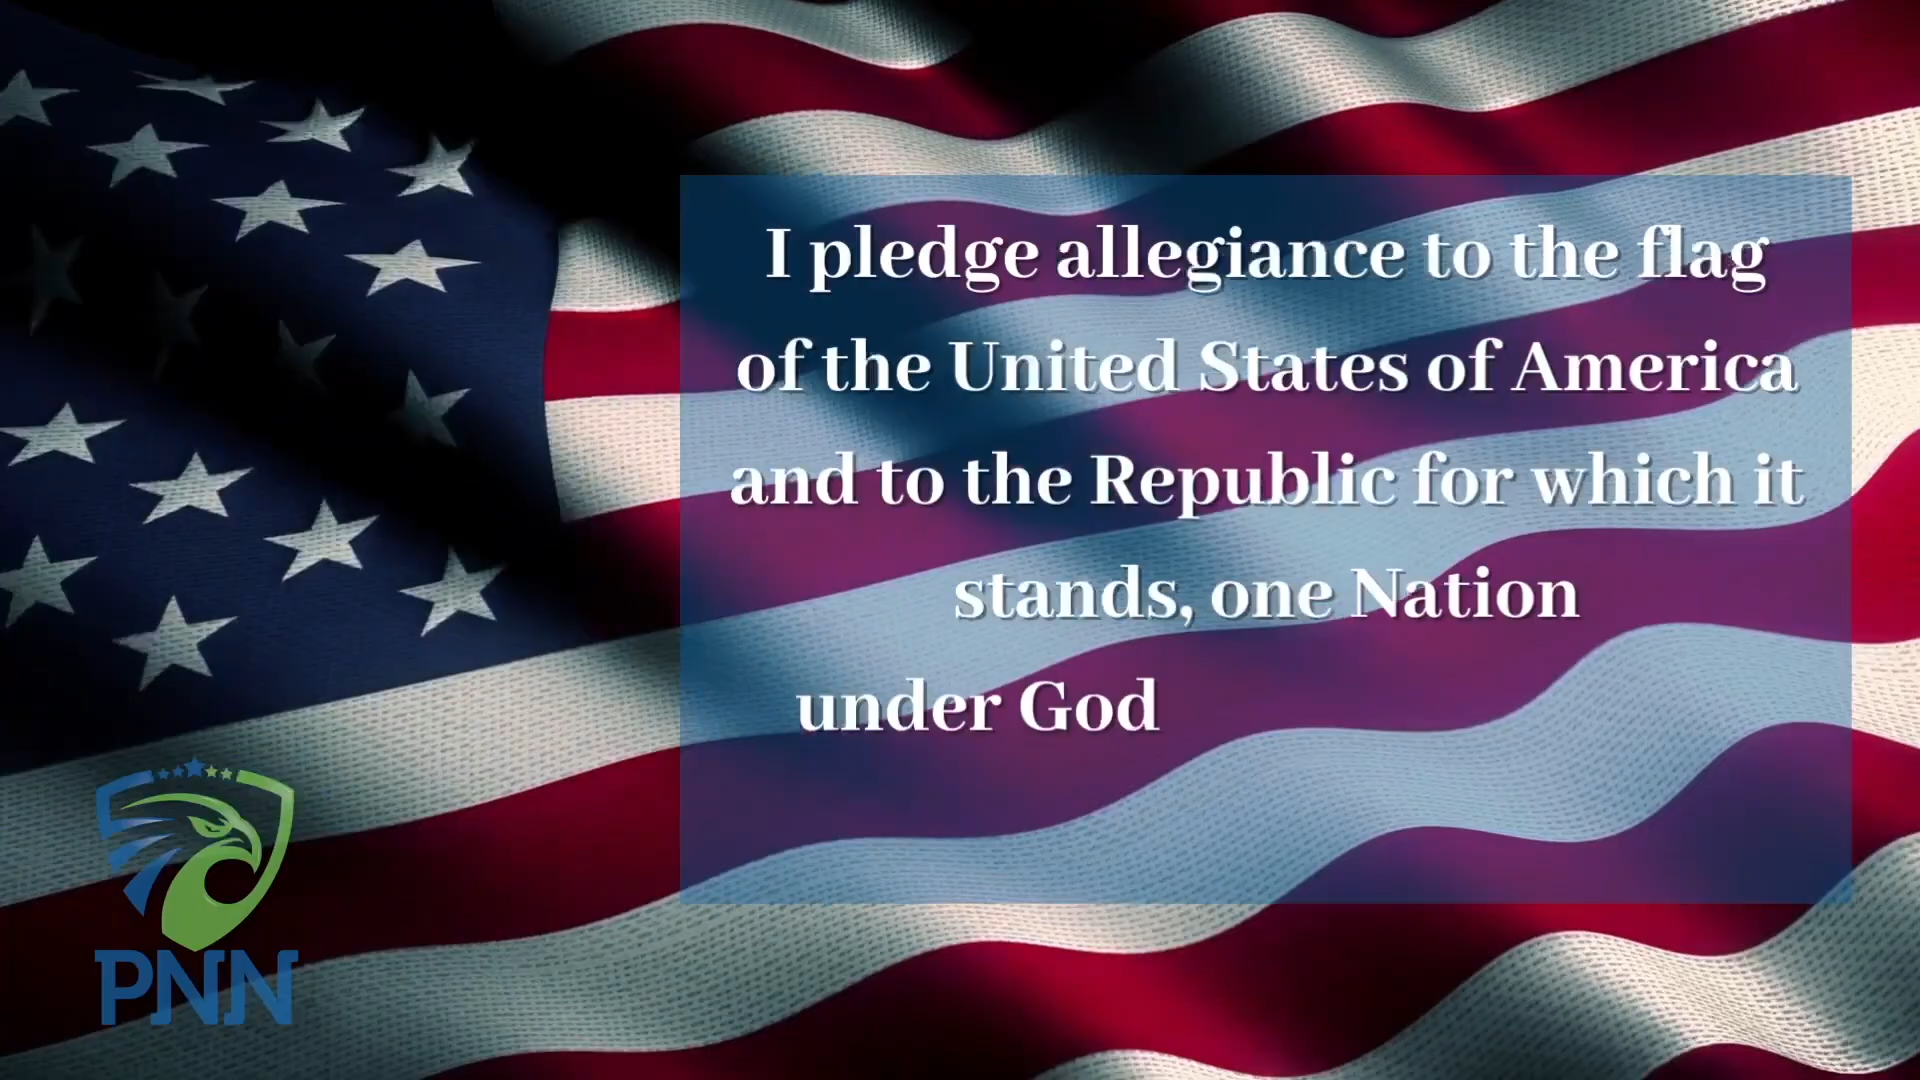 I pledge allegiance to the flag
of the United States of America
and to the Republic for which it
stands, one Nation
under God
PNN